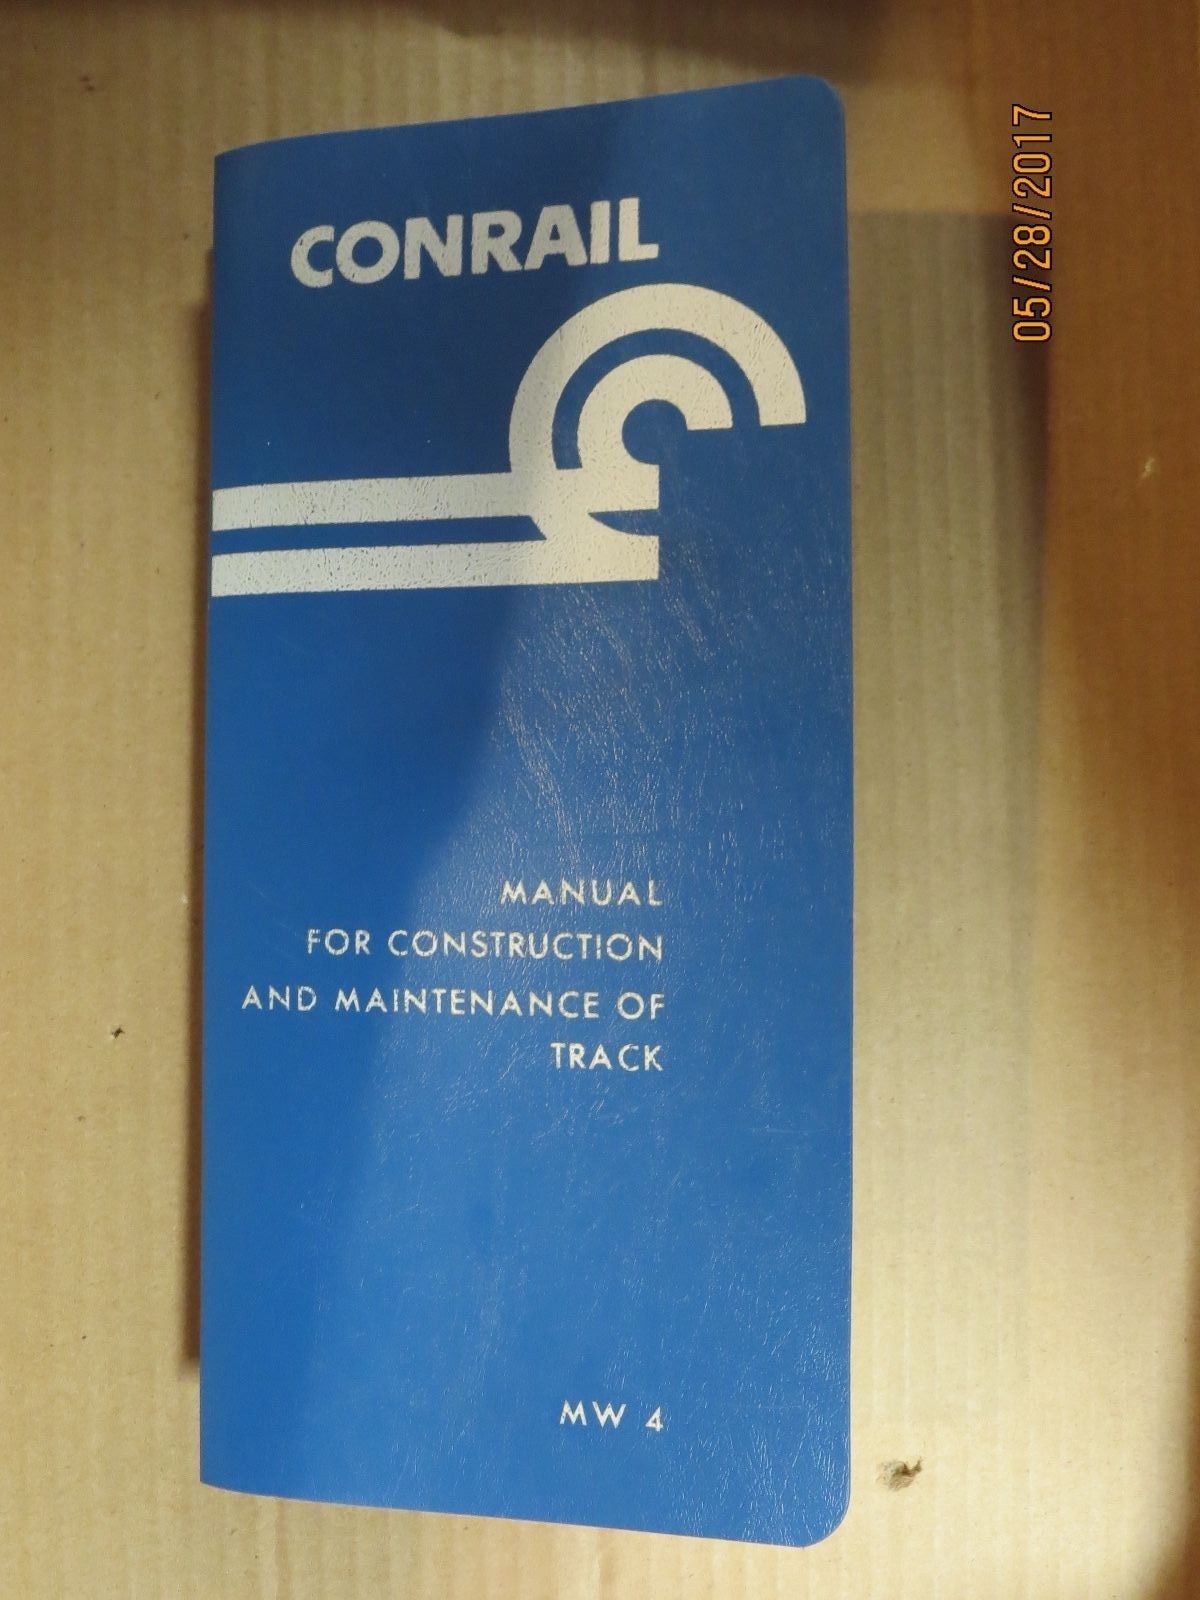 CONRAIL
MANUAL
FOR CONSTRUCTION
AND MAINTENANCE OF
TRACK
MW 4
05/28/2017